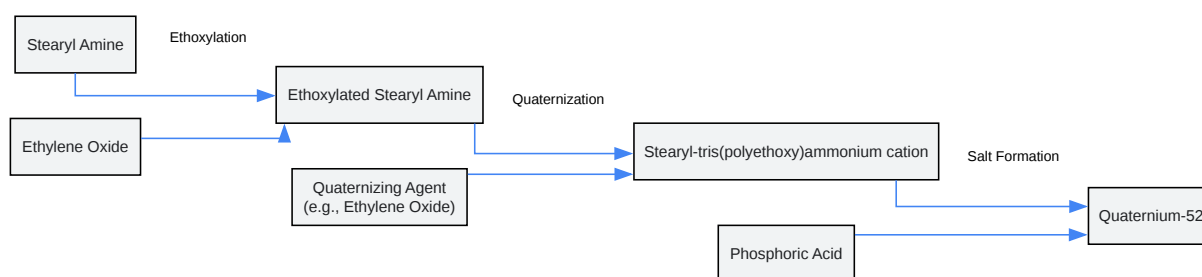 Stearyl Amine
Ethoxylation
Ethylene Oxide
Ethoxylated Stearyl Amine
Quaternization
Quaternizing Agent
(e.g., Ethylene Oxide)
Stearyl-tris(polyethoxy)ammonium cation
Salt Formation
Phosphoric Acid
Quaternium-52